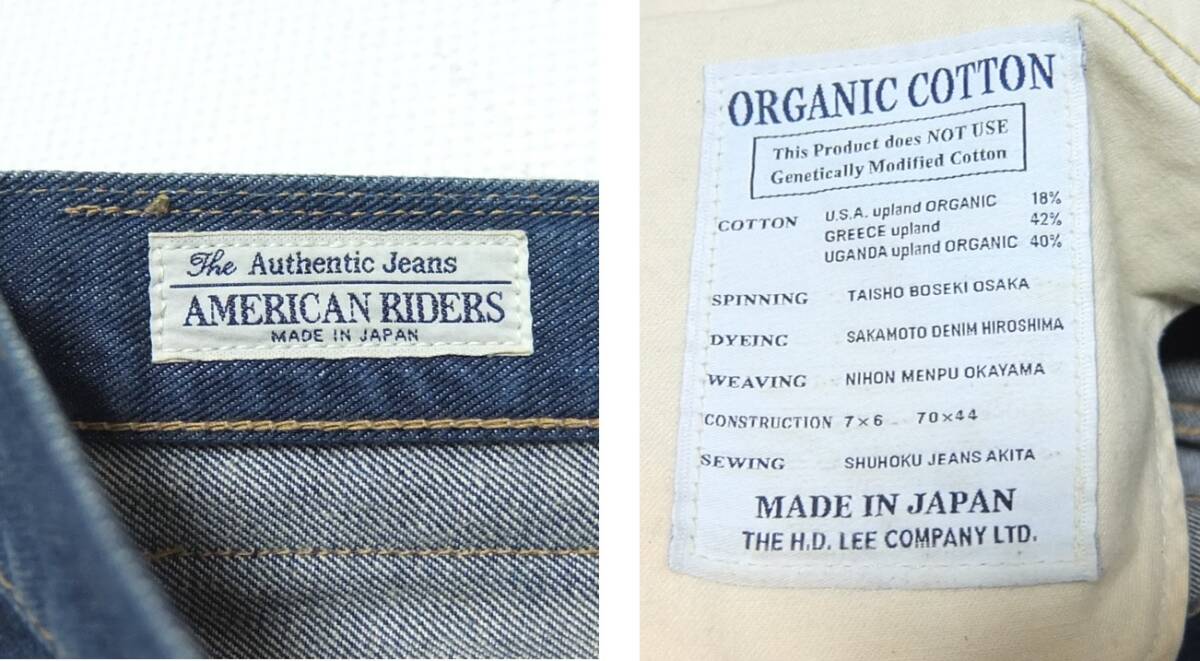 The Authentic Jeans
AMERICAN RIDERS
MADE IN JAPAN
ORGANIC COTTON
This Product does NOT USE
Genetically Modified Cotton
COTTON U.S.A. upland ORGANIC 18%
GREECE upland 42%
UGANDA upland ORGANIC 40%
SPINNING TAISHO BOSEKI OSAKA
DYEING SAKAMOTO DENIM HIROSHIMA
WEAVING NIHON MENPU OKAYAMA
CONSTRUCTION 7×6 70×44
SEWING SHUHOKU JEANS AKITA
MADE IN JAPAN
THE H.D. LEE COMPANY LTD.